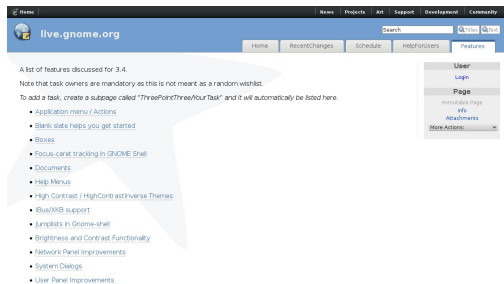 Home
News Projects Art Support Development Community
live.gnome.org
Search Titles Text
Home RecentChanges Schedule HelpForUsers Features
A list of features discussed for 3.4.
Note that task owners are mandatory as this is not meant as a random wishlist.
To add a task, create a subpage called "ThreePointThree/YourTask" and it will automatically be listed here.
Application menu / Actions
Blank slate helps you get started
Boxes
Focus-caret tracking in GNOME Shell
Documents
Help Menus
High Contrast / HighContrastInverse Themes
IBus/XKB support
Jumplists in Gnome-shell
Brightness and Contrast Functionality
Network Panel Improvements
System Dialogs
User Panel Improvements
User
Login
Page
Immutable Page
Info
Attachments
More Actions: